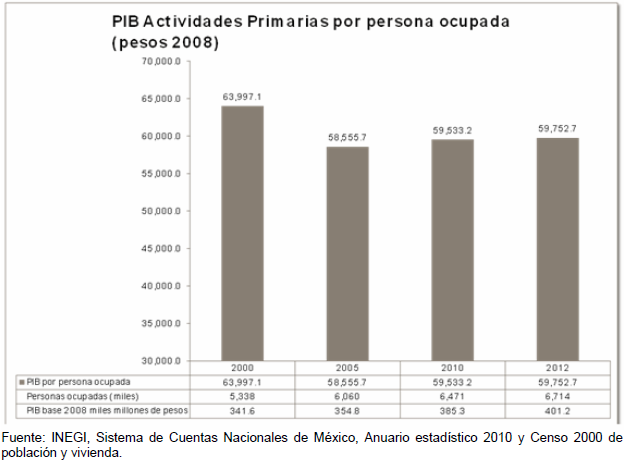 PIB Actividades Primarias por persona ocupada
(pesos 2008)
70,000.0
65,000.0
60,000.0
55,000.0
50,000.0
45,000.0
40,000.0
35,000.0
30,000.0
63,997.1
58,555.7
59,533.2
59,752.7
2000 2005 2010 2012
PIB por persona ocupada 63,997.1 58,555.7 59,533.2 59,752.7
Personas ocupadas (miles) 5,338 6,060 6,471 6,714
PIB base 2008 miles millones de pesos 341.6 354.8 385.3 401.2
Fuente: INEGI, Sistema de Cuentas Nacionales de México, Anuario estadístico 2010 y Censo 2000 de
población y vivienda.